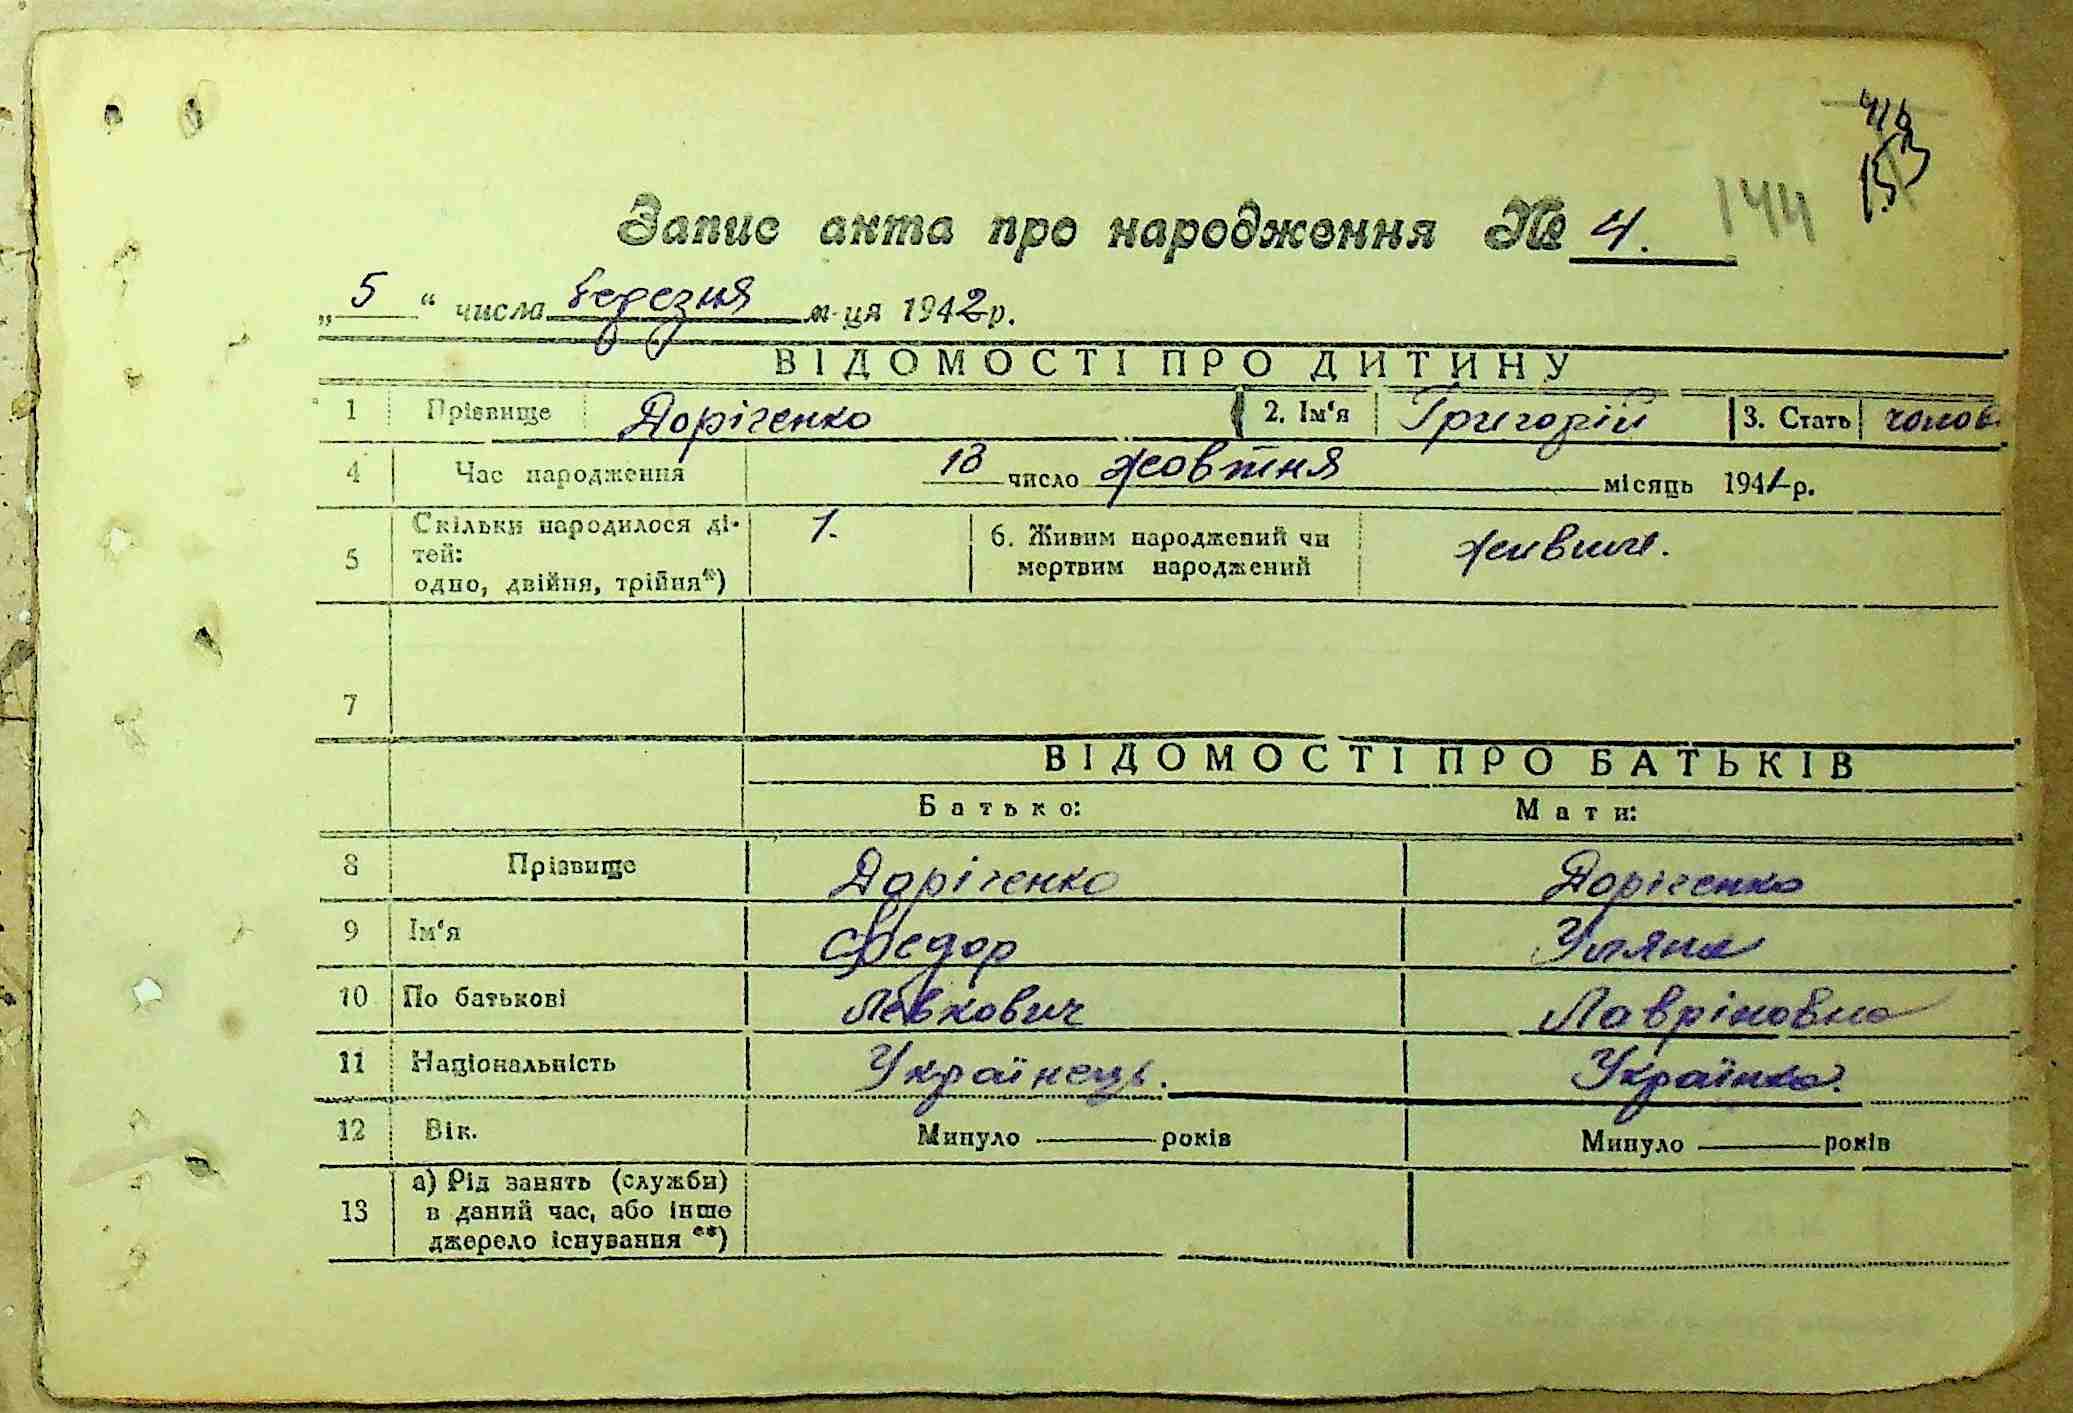 416
153
144
Запис акта про народження № 4.
„5“ числа березня м-ця 1942 р.
ВІДОМОСТІ ПРО ДИТИНУ
1 Прізвище Доріченко 2. Ім‘я Григорій 3. Стать чолов.
4 Час народження 13 число жовтня місяць 1941 р.
5 Скільки народилося ді-
тей:
одно, двійня, трійня*) 1. 6. Живим народжений чи
мертвим народжений живим.
7
ВІДОМОСТІ ПРО БАТЬКІВ
Батько: Мати:
8 Прізвище Доріченко Доріченко
9 Ім‘я Федор Уляна
10 По батькові Левкович Лавріновна
11 Національність Українець. Українка.
12 Вік. Минуло років Минуло років
13 а) Рід занять (служби)
в даний час, або інше
джерело існування **)